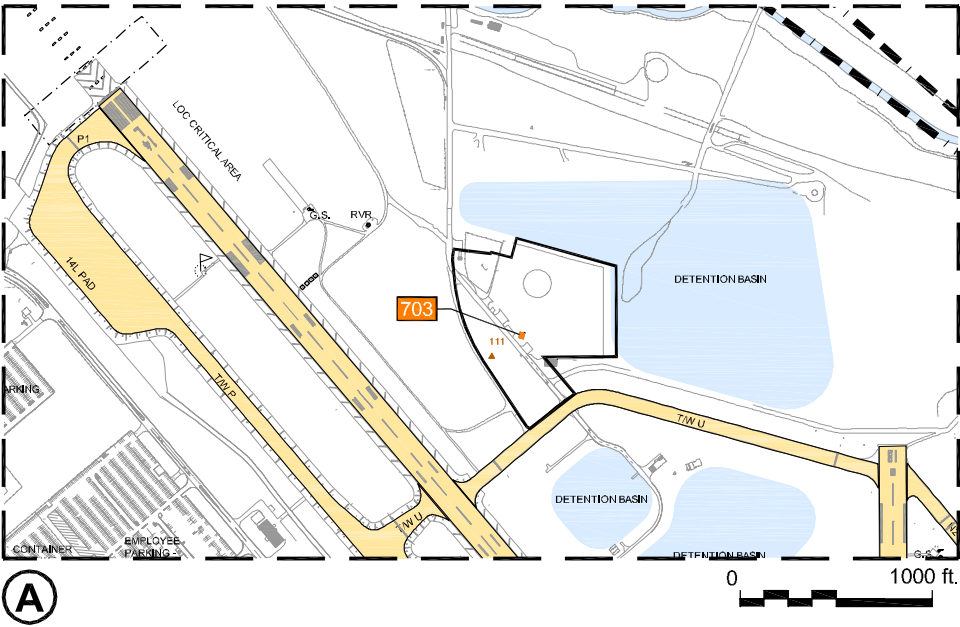 LOC CRITICAL AREA
P1
4
G.S.
RVR
14L PAD
DETENTION BASIN
703
111
T/W P
ARKING
T/W U
DETENTION BASIN
T/W U
EMPLOYEE
PARKING -
CONTAINER
DETENTION BASIN
G.S.
A
0
1000 ft.